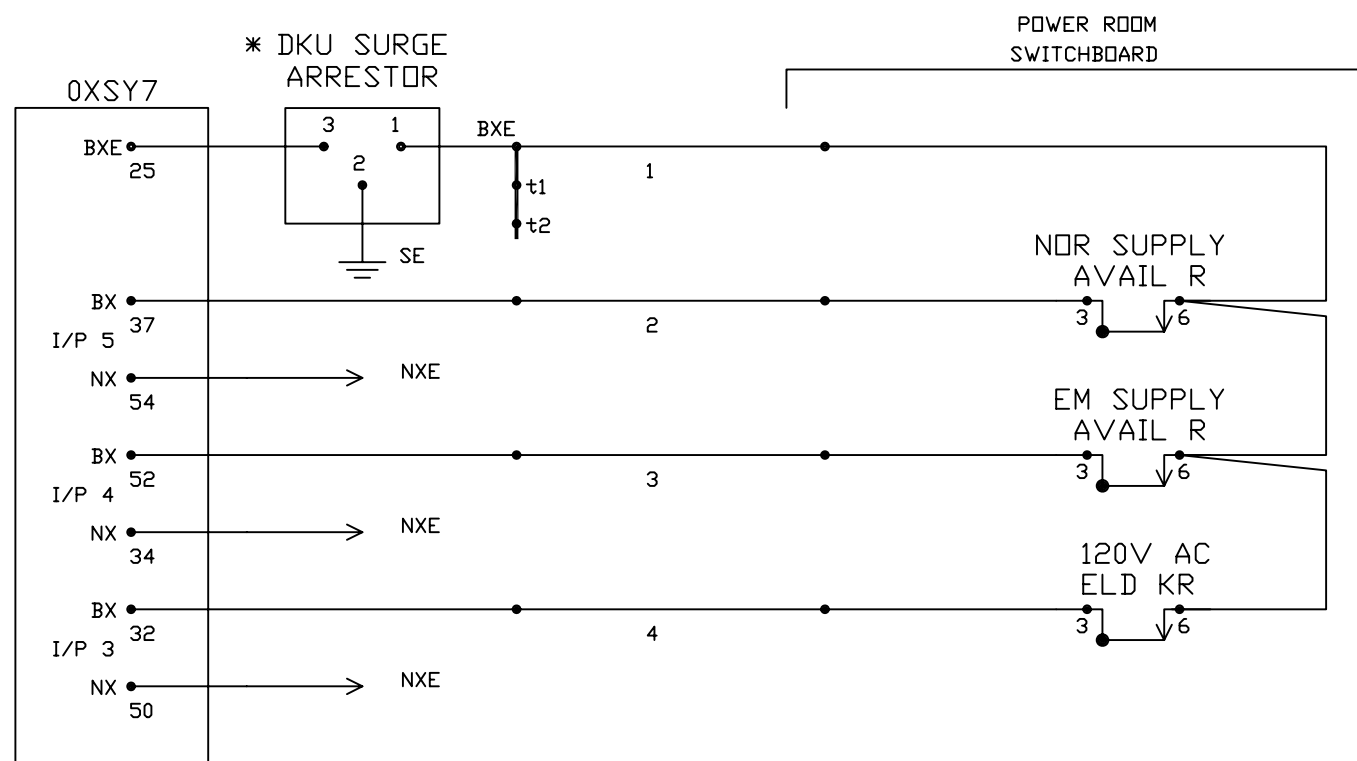 POWER ROOM
SWITCHBOARD
* DKU SURGE
ARRESTOR
0XSY7
3 1
BXE
BXE
25
2
1
t1
t2
SE
NOR SUPPLY
AVAIL R
BX
37
2
3 6
I/P 5
NX
NXE
54
EM SUPPLY
AVAIL R
BX
52
3
3 6
I/P 4
NX
NXE
34
120V AC
ELD KR
BX
32
4
3 6
I/P 3
NX
NXE
50